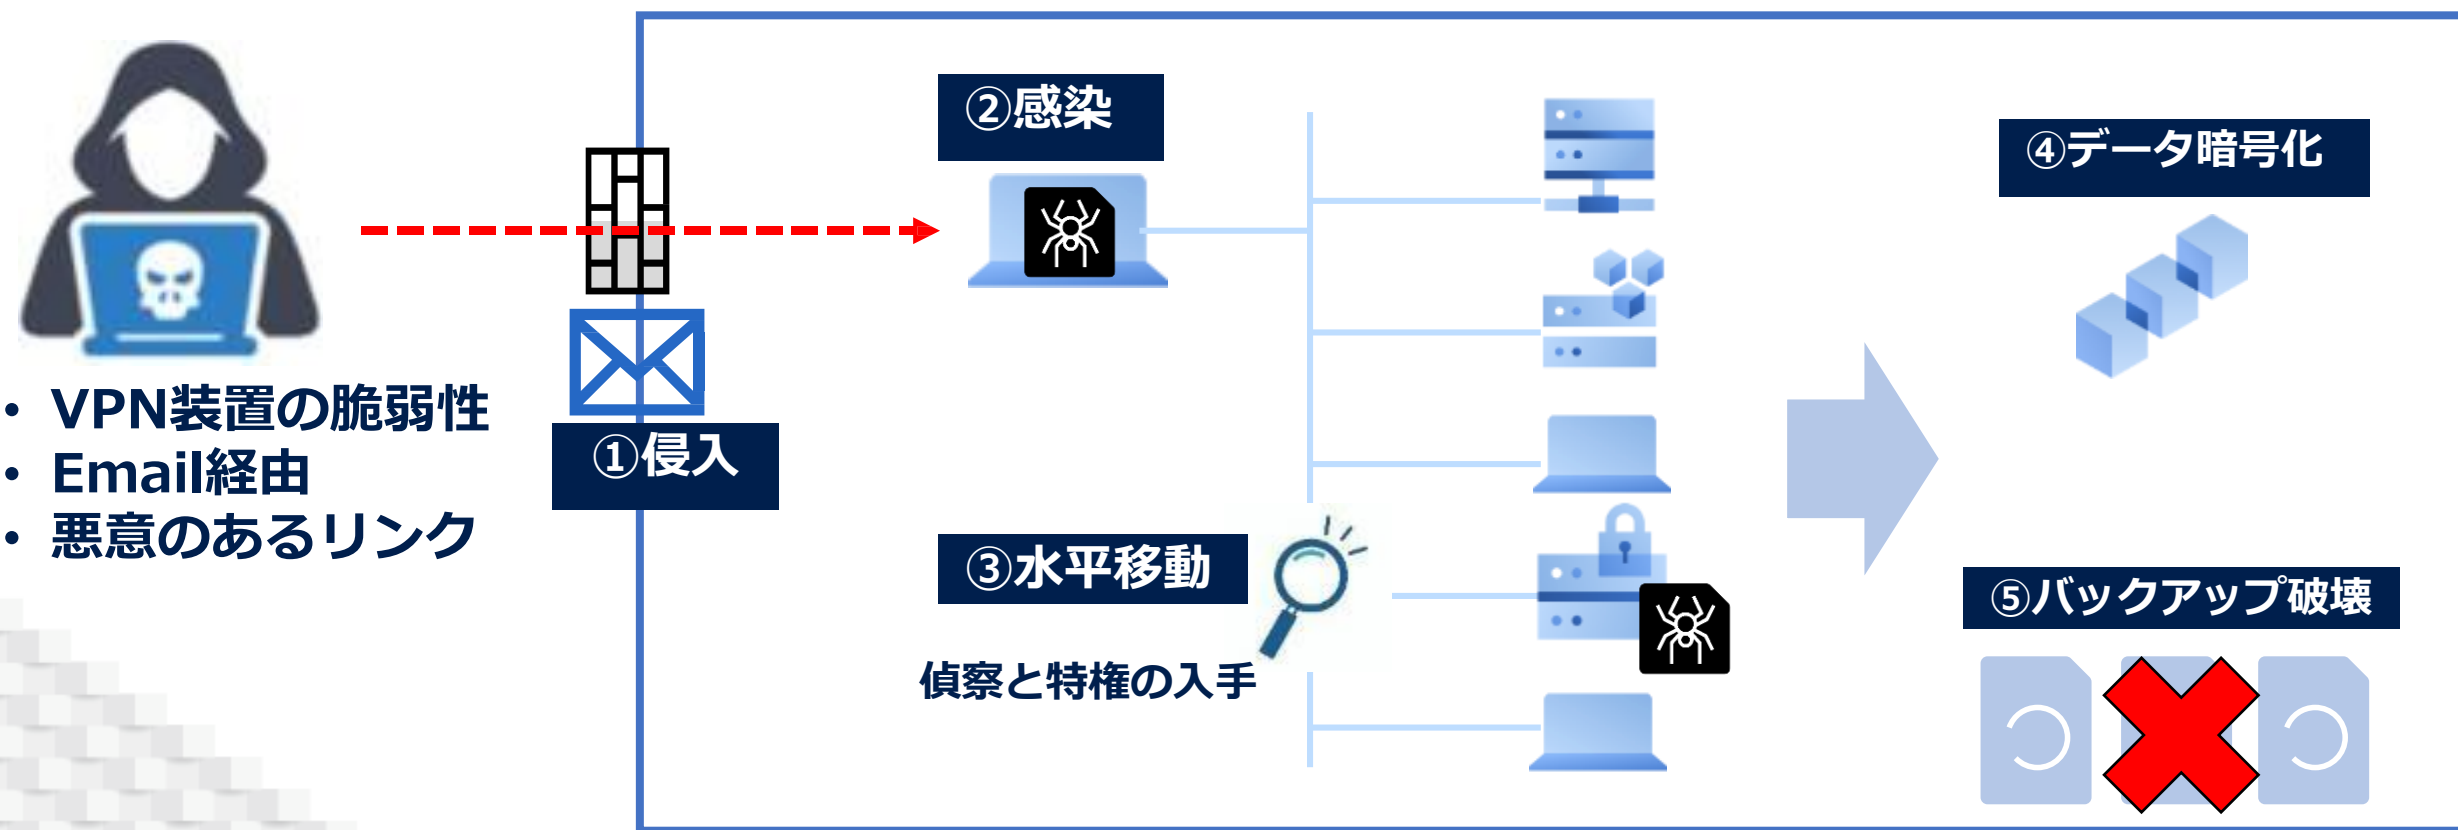 • VPN装置の脆弱性
• Email経由
• 悪意のあるリンク
①侵入
②感染
③水平移動
偵察と特権の入手
④データ暗号化
⑤バックアップ破壊